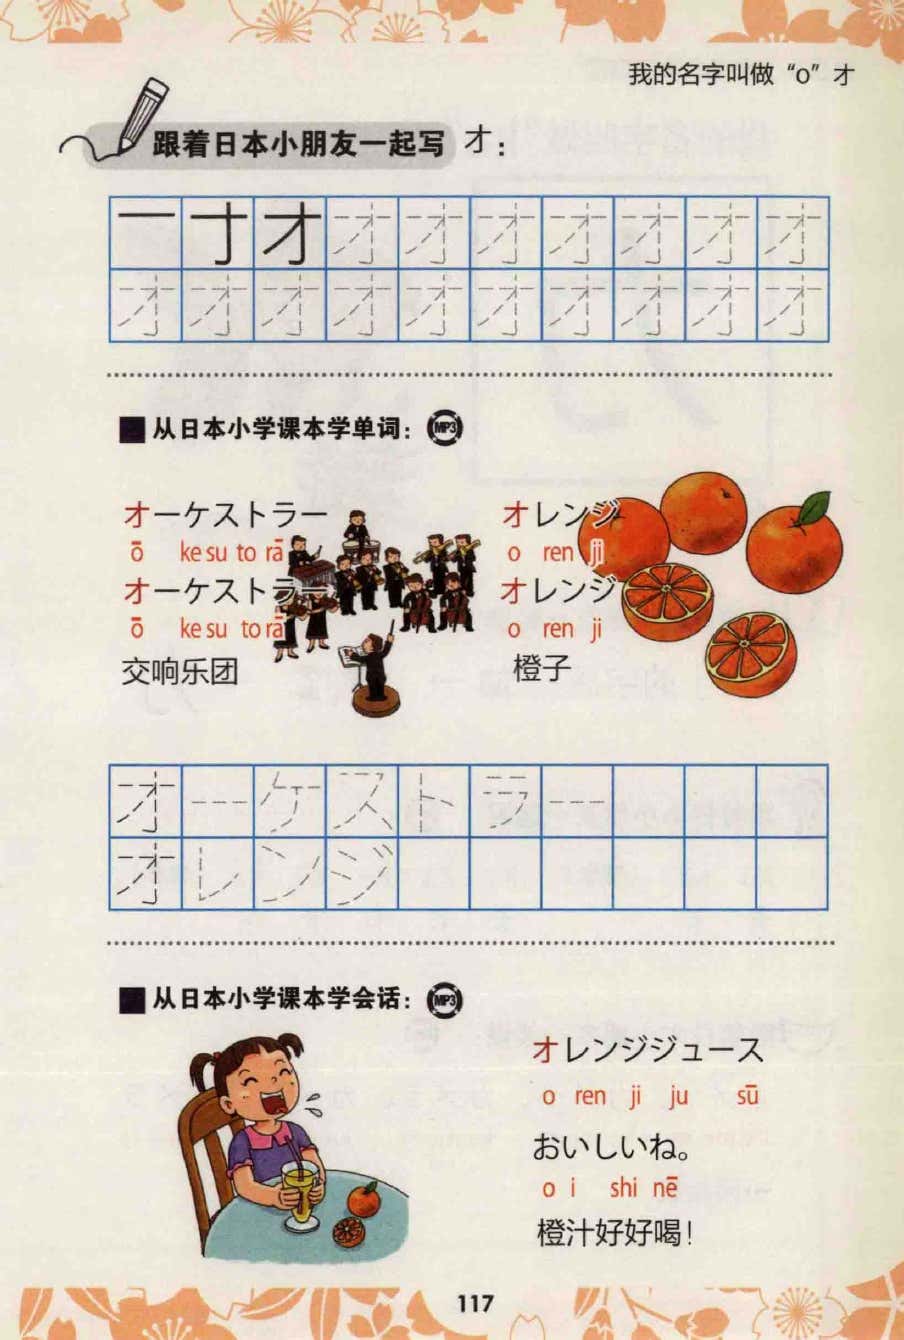 我的名字叫做“o”オ
跟着日本小朋友一起写 オ：
一 寸 オ オ オ オ オ オ オ オ
オ オ オ オ オ オ オ オ オ オ
从日本小学课本学单词： MP3
オーケストラー
ō ke su to rā
オーケストラー
ō ke su to rā
交响乐团
オレンジ
o ren ji
オレンジ
o ren ji
橙子
オ ー ケ ス ト ラ ー
オ レ ン ジ
从日本小学课本学会话： MP3
オレンジジュース
o ren ji ju sū
おいしいね。
o i shi nē
橙汁好好喝！
117